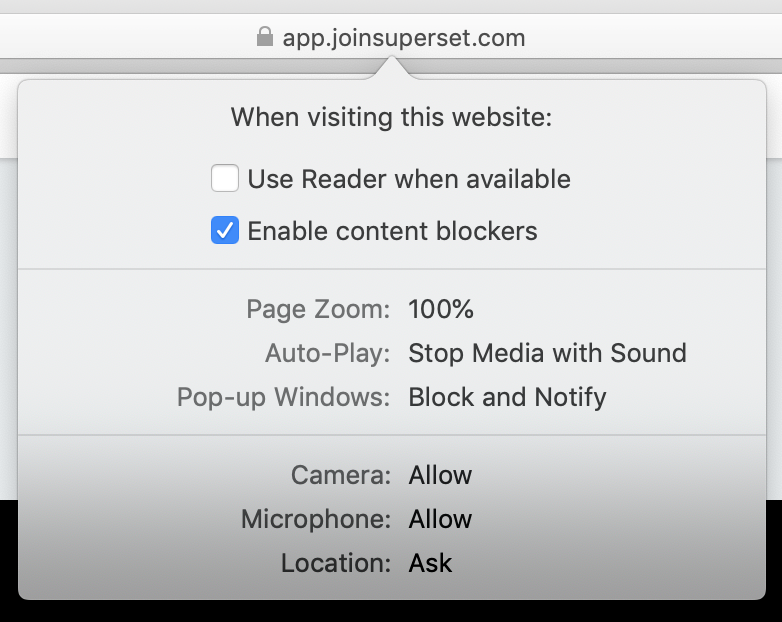 app.joinsuperset.com
When visiting this website:
Use Reader when available
Enable content blockers
Page Zoom: 100%
Auto-Play: Stop Media with Sound
Pop-up Windows: Block and Notify
Camera: Allow
Microphone: Allow
Location: Ask